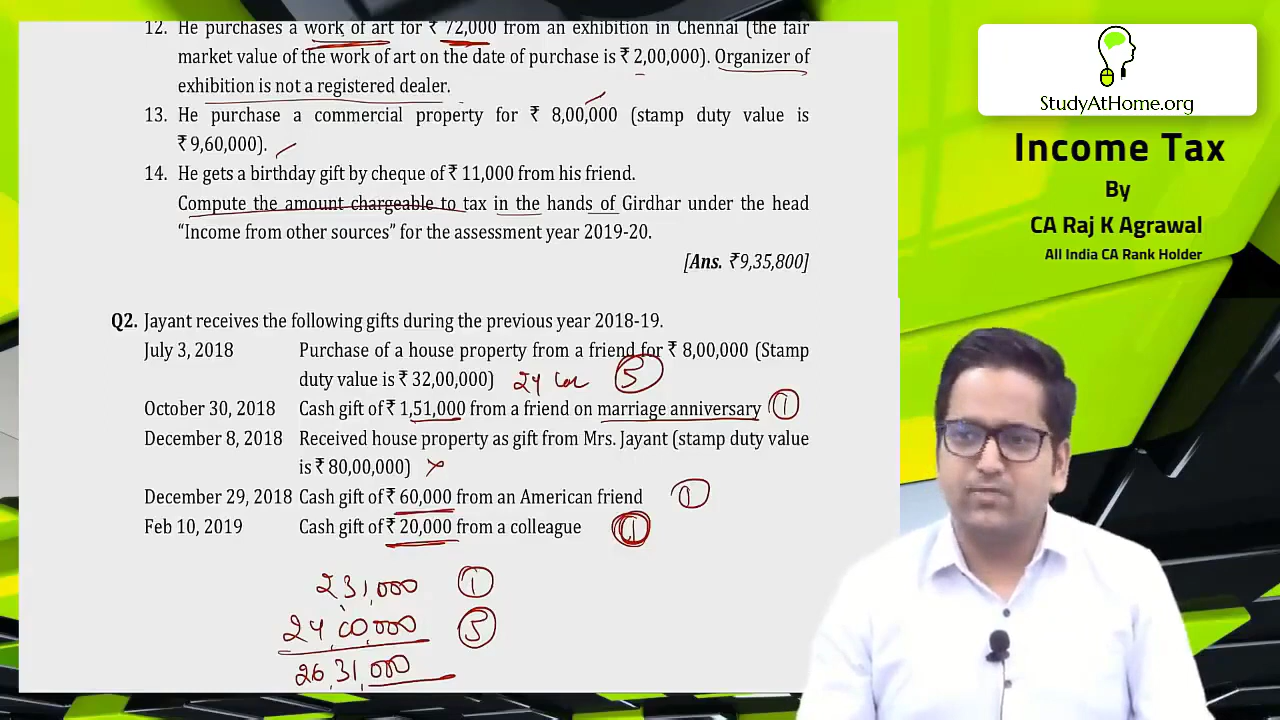 12. He purchases a work of art for ₹ 72,000 from an exhibition in Chennai (the fair
market value of the work of art on the date of purchase is ₹ 2,00,000). Organizer of
exhibition is not a registered dealer.
13. He purchase a commercial property for ₹ 8,00,000 (stamp duty value is
₹ 9,60,000).
14. He gets a birthday gift by cheque of ₹ 11,000 from his friend.
Compute the amount chargeable to tax in the hands of Girdhar under the head
“Income from other sources” for the assessment year 2019-20.
[Ans. ₹9,35,800]
Q2. Jayant receives the following gifts during the previous year 2018-19.
July 3, 2018 Purchase of a house property from a friend for ₹ 8,00,000 (Stamp
duty value is ₹ 32,00,000) 24 Lac 5
October 30, 2018 Cash gift of ₹ 1,51,000 from a friend on marriage anniversary 1
December 8, 2018 Received house property as gift from Mrs. Jayant (stamp duty value
is ₹ 80,00,000) ×
December 29, 2018 Cash gift of ₹ 60,000 from an American friend 1
Feb 10, 2019 Cash gift of ₹ 20,000 from a colleague 1
231,000 1
24,00,000 5
26,31,000
StudyAtHome.org
Income Tax
By
CA Raj K Agrawal
All India CA Rank Holder